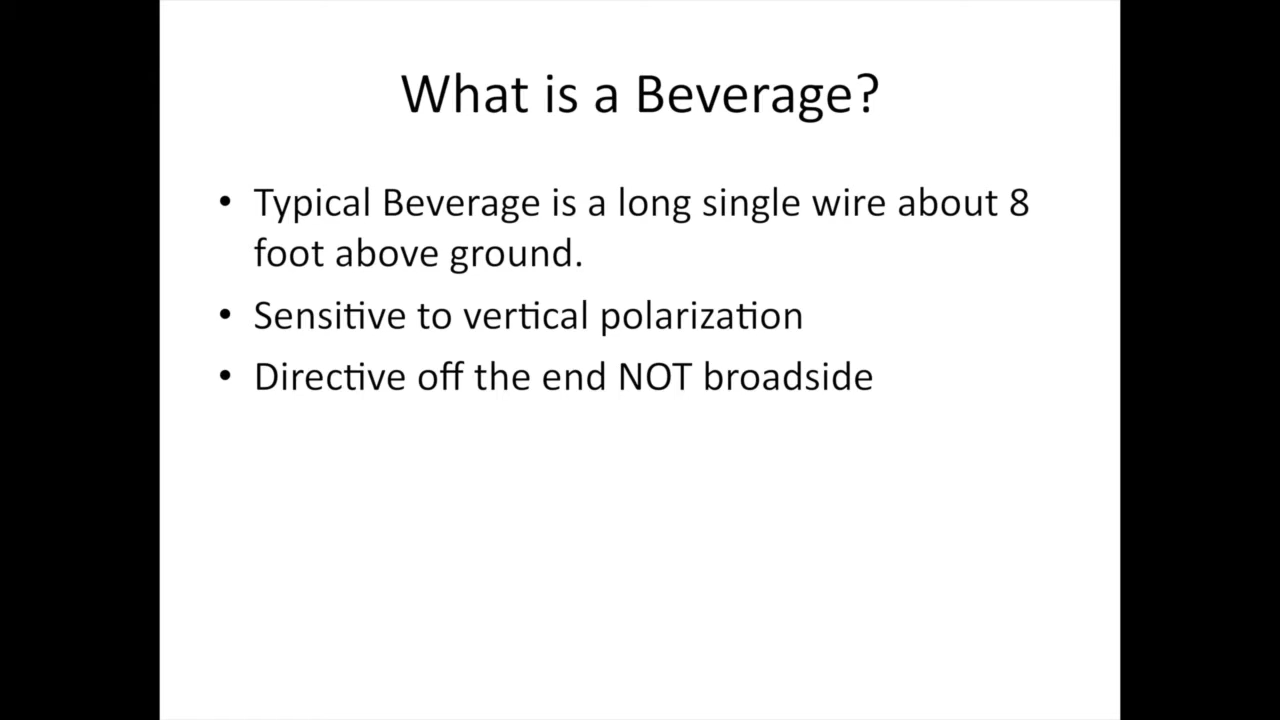 What is a Beverage?
• Typical Beverage is a long single wire about 8
foot above ground.
• Sensitive to vertical polarization
• Directive off the end NOT broadside